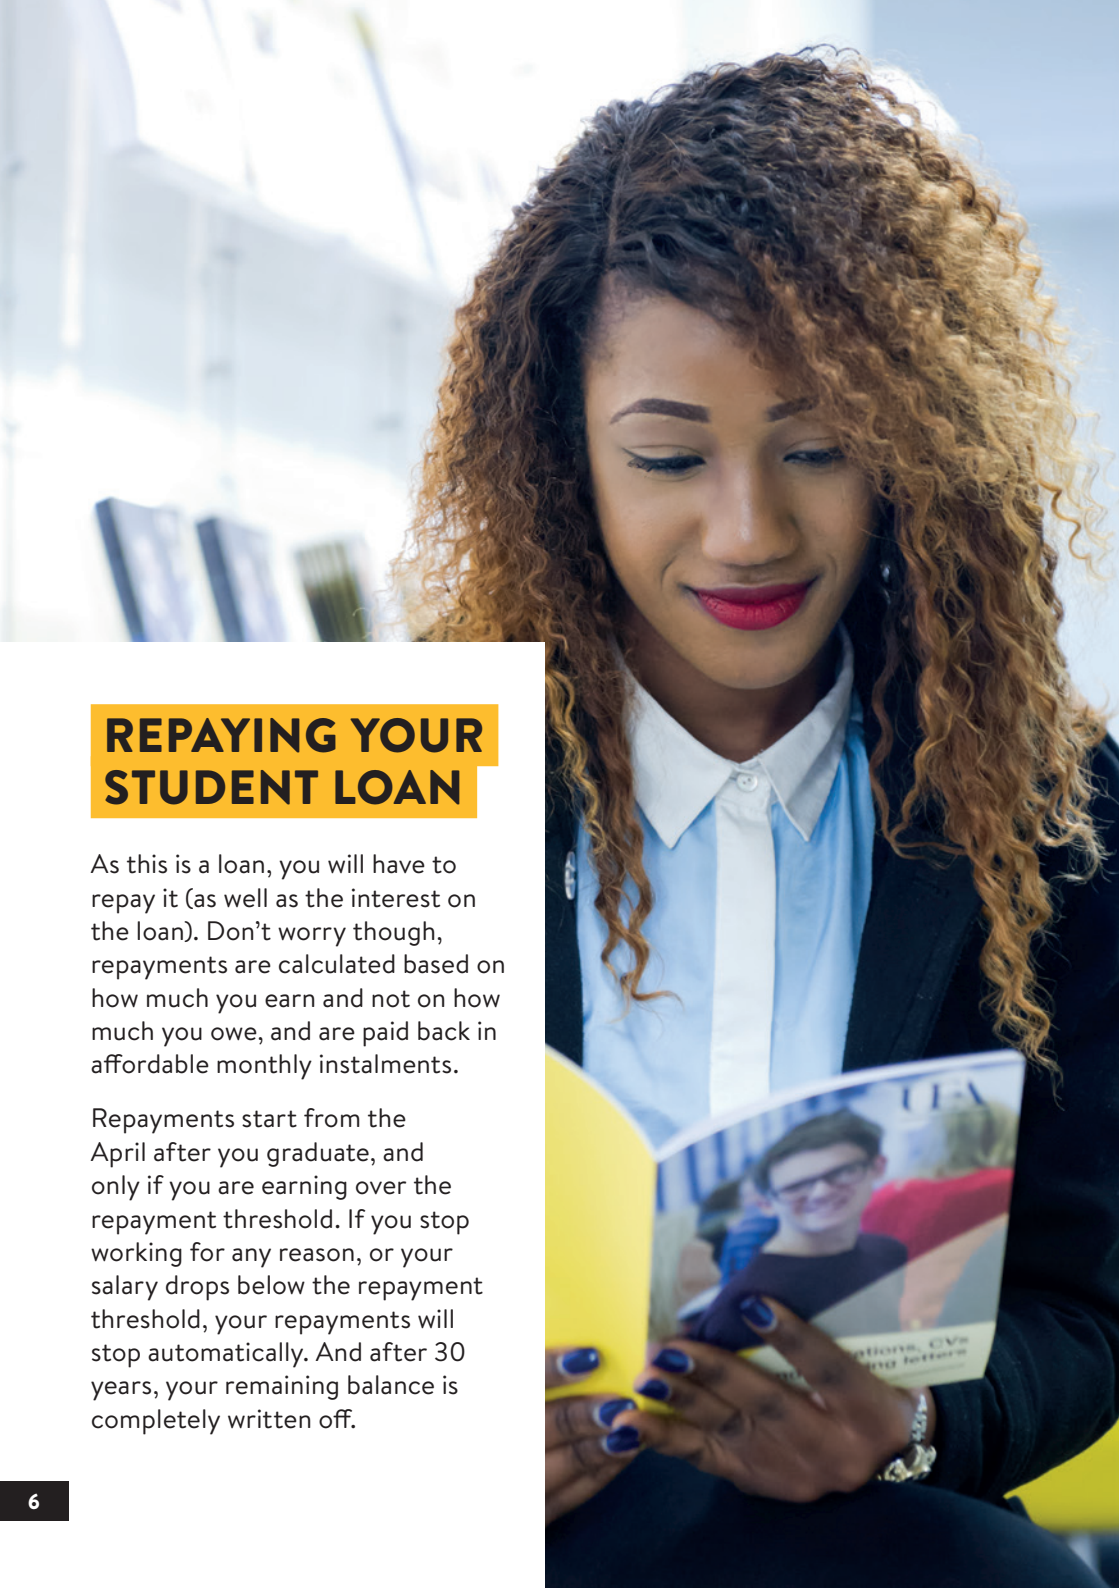 REPAYING YOUR
STUDENT LOAN
As this is a loan, you will have to
repay it (as well as the interest on
the loan). Don’t worry though,
repayments are calculated based on
how much you earn and not on how
much you owe, and are paid back in
affordable monthly instalments.
Repayments start from the
April after you graduate, and
only if you are earning over the
repayment threshold. If you stop
working for any reason, or your
salary drops below the repayment
threshold, your repayments will
stop automatically. And after 30
years, your remaining balance is
completely written off.
6
CVs
letters